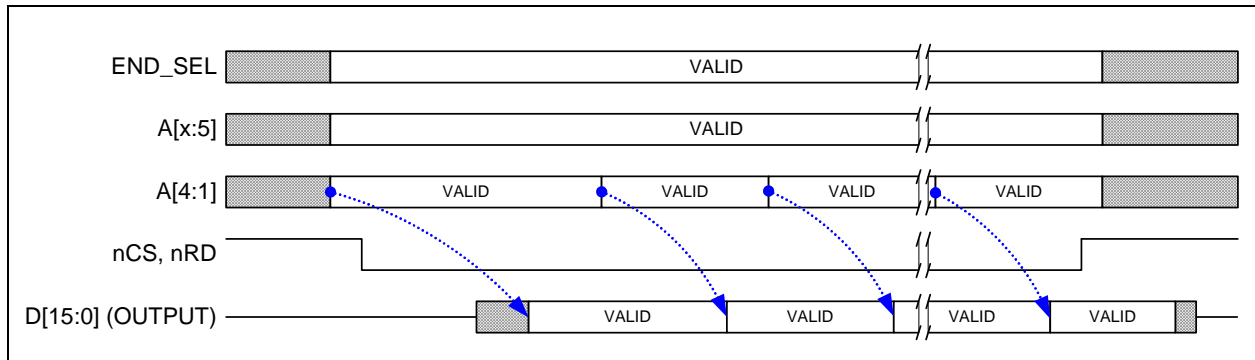 END_SEL VALID
A[x:5] VALID
A[4:1] VALID VALID VALID VALID
nCS, nRD
D[15:0] (OUTPUT) VALID VALID VALID VALID